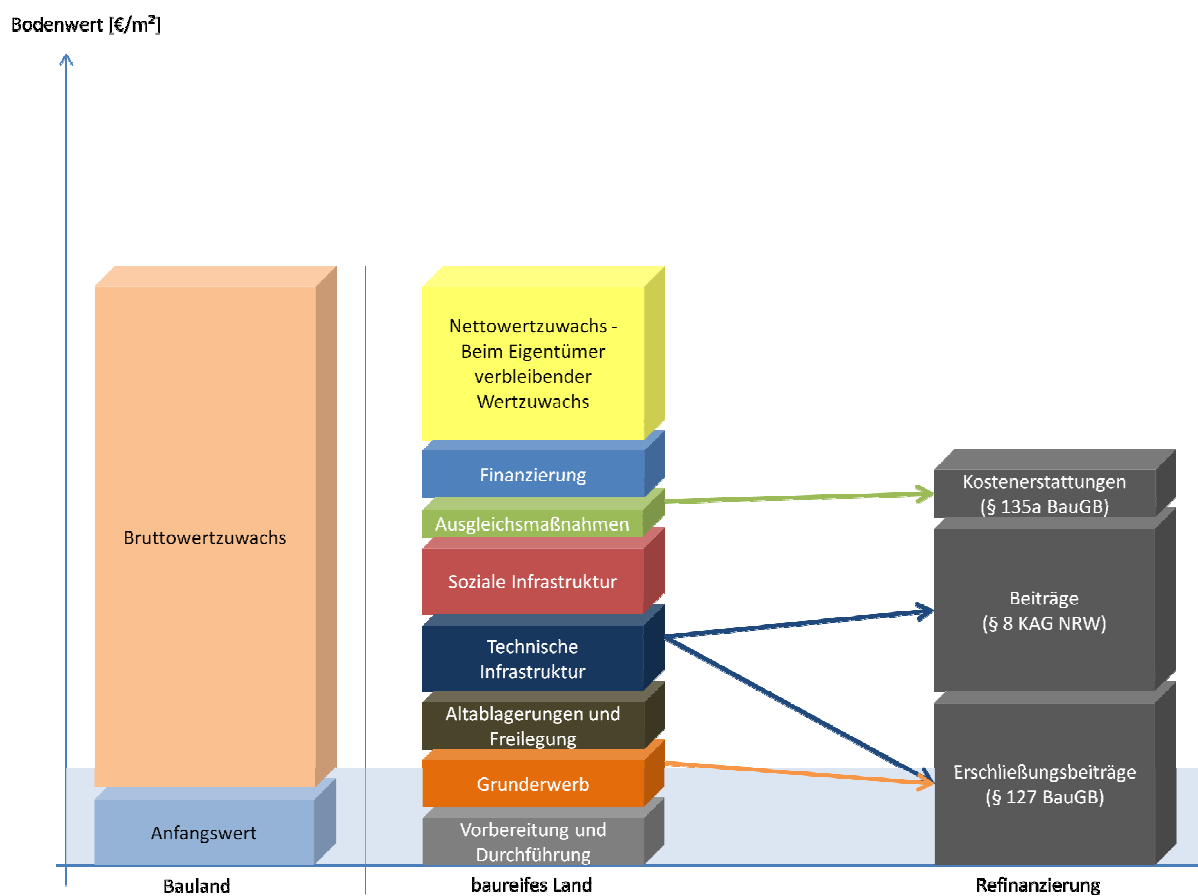 Bodenwert [€/m²]
Bruttowertzuwachs
Anfangswert
Bauland
Nettowertzuwachs -
Beim Eigentümer
verbleibender
Wertzuwachs
Finanzierung
Ausgleichsmaßnahmen
Soziale Infrastruktur
Technische
Infrastruktur
Altablagerungen und
Freilegung
Grunderwerb
Vorbereitung und
Durchführung
baureifes Land
Kostenerstattungen
(§ 135a BauGB)
Beiträge
(§ 8 KAG NRW)
Erschließungsbeiträge
(§ 127 BauGB)
Refinanzierung